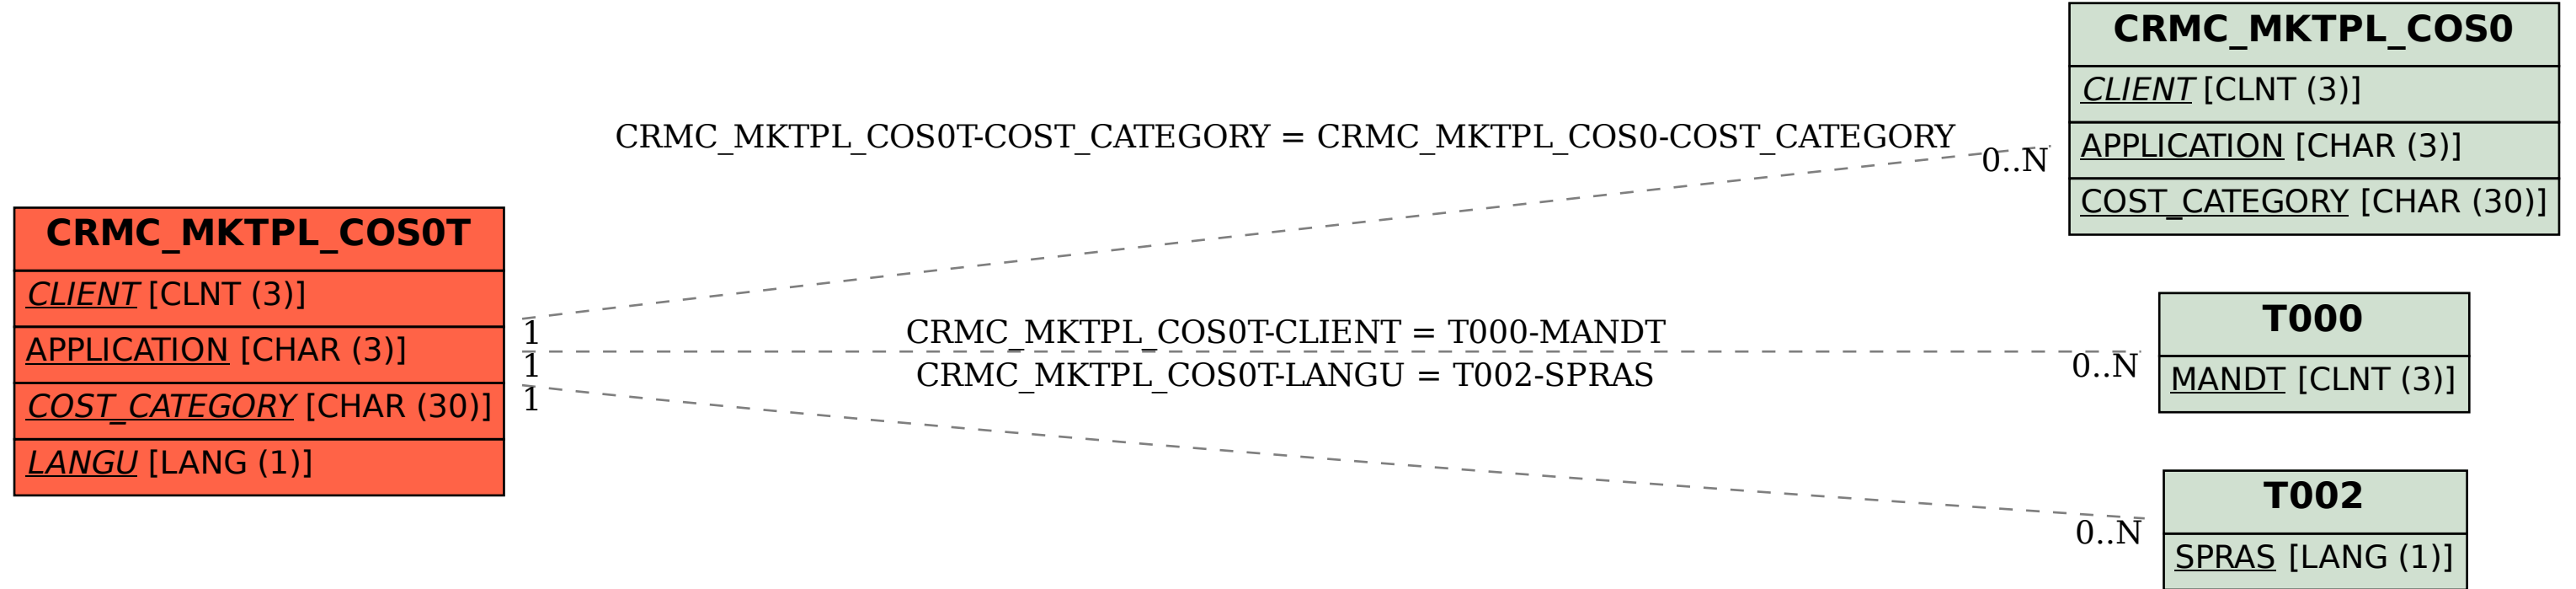 CRMC_MKTPL_COS0T
CLIENT [CLNT (3)]
APPLICATION [CHAR (3)]
COST_CATEGORY [CHAR (30)]
LANGU [LANG (1)]
CRMC_MKTPL_COS0T-COST_CATEGORY = CRMC_MKTPL_COS0-COST_CATEGORY
1
0..N
CRMC_MKTPL_COS0T-CLIENT = T000-MANDT
1
0..N
CRMC_MKTPL_COS0T-LANGU = T002-SPRAS
1
0..N
CRMC_MKTPL_COS0
CLIENT [CLNT (3)]
APPLICATION [CHAR (3)]
COST_CATEGORY [CHAR (30)]
T000
MANDT [CLNT (3)]
T002
SPRAS [LANG (1)]